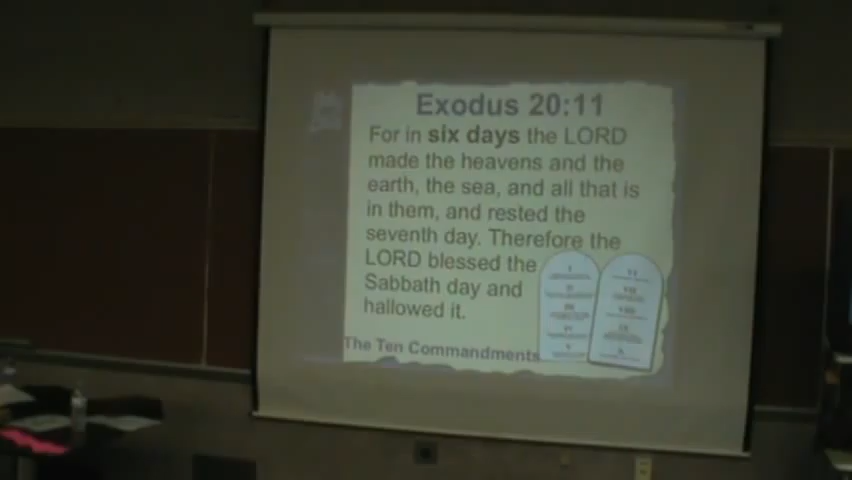 Exodus 20:11
For in six days the LORD
made the heavens and the
earth, the sea, and all that is
in them, and rested the
seventh day. Therefore the
LORD blessed the
Sabbath day and
hallowed it.
The Ten Commandments